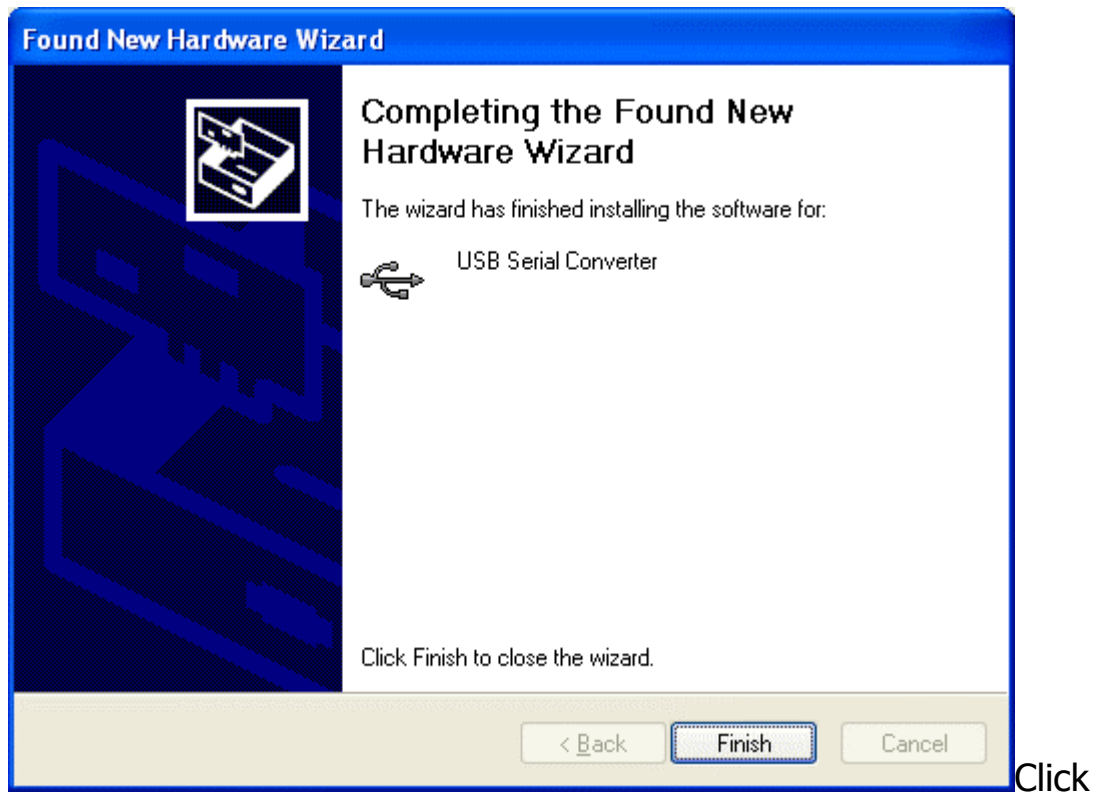 Found New Hardware Wizard
Completing the Found New
Hardware Wizard
The wizard has finished installing the software for:
USB Serial Converter
Click Finish to close the wizard.
< Back Finish Cancel
Click